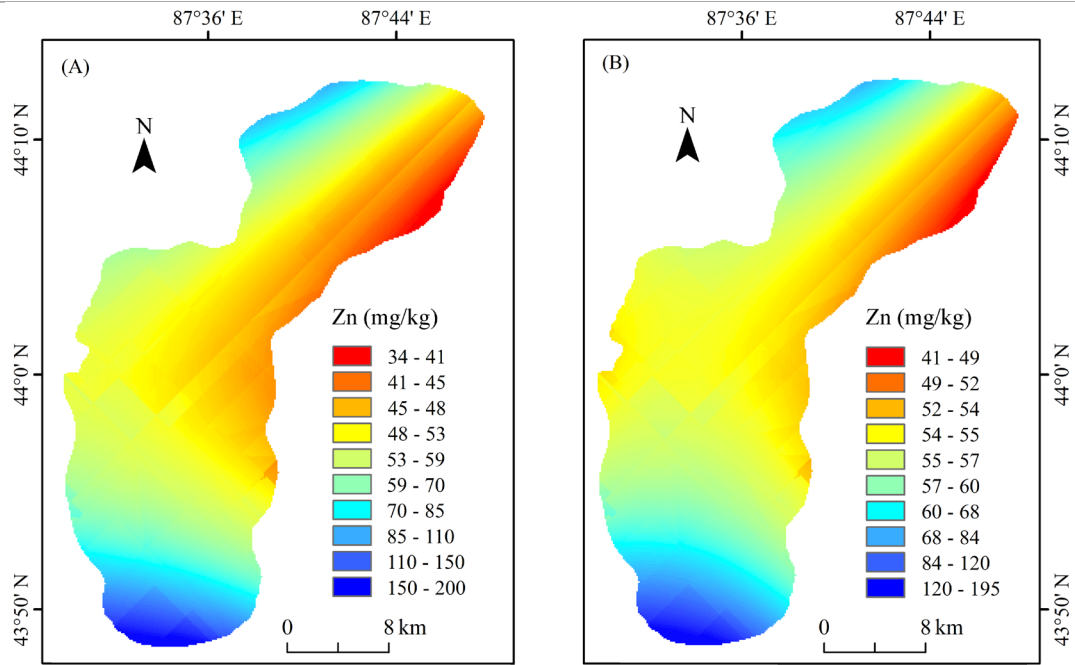 87°36' E
87°44' E
87°36' E
87°44' E
(A)
(B)
N
N
44°10' N
44°10' N
Zn (mg/kg)
Zn (mg/kg)
34 - 41
41 - 49
41 - 45
49 - 52
45 - 48
52 - 54
48 - 53
54 - 55
53 - 59
55 - 57
59 - 70
57 - 60
70 - 85
60 - 68
85 - 110
68 - 84
110 - 150
84 - 120
150 - 200
120 - 195
44°0' N
44°0' N
43°50' N
43°50' N
0 8 km
0 8 km